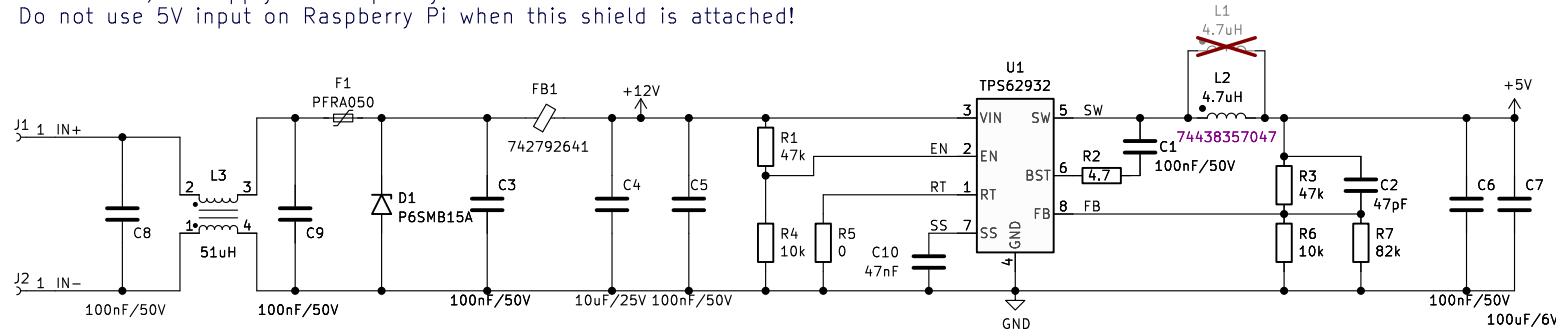 Do not use 5V input on Raspberry Pi when this shield is attached!
L1
4.7uH
L2
4.7uH
74438357047
U1
TPS62932
F1
PFRA050
FB1
742792641
+12V
+5V
J1 1 IN+
J2 1 IN-
L3
2 3
1 4
51uH
C8
100nF/50V
C9
100nF/50V
D1
P6SMB15A
C3
100nF/50V
C4
10uF/25V
C5
100nF/50V
R1
47k
R4
10k
R5
0
C10
47nF
EN
RT
SS
3 VIN
2 EN
1 RT
7 SS
4 GND
SW 5 SW
BST 6
FB 8 FB
R2
4.7
C1
100nF/50V
R3
47k
C2
47pF
R6
10k
R7
82k
C6
100nF/50V
C7
100uF/6V
GND